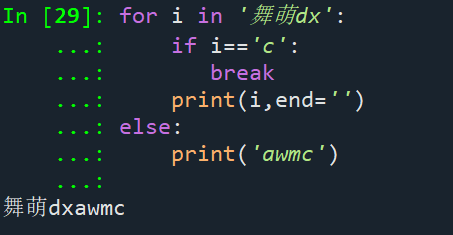 In [29]: for i in '舞萌dx':
    ...:     if i=='c':
    ...:        break
    ...:     print(i,end='')
    ...: else:
    ...:     print('awmc')
    ...:
舞萌dxawmc